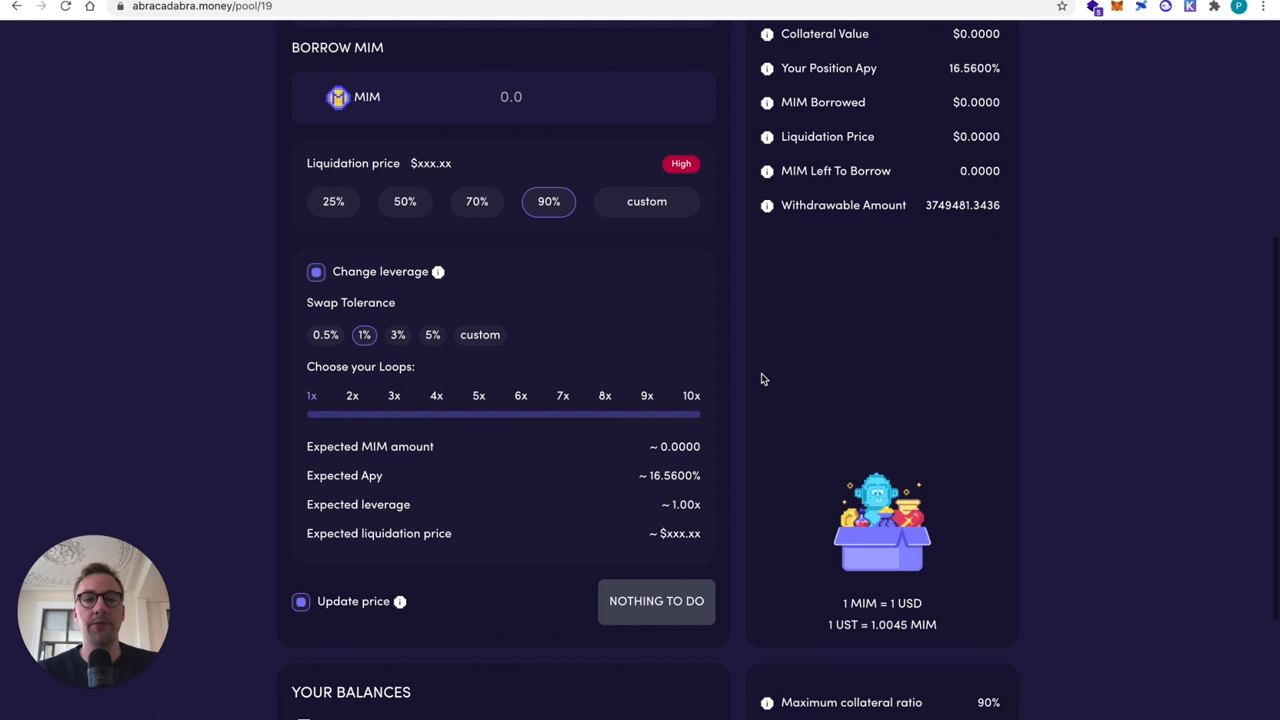 abracadabra.money/pool/19
5
K
P
BORROW MIM
MIM 0.0
Liquidation price $xxx.xx High
25% 50% 70% 90% custom
Change leverage i
Swap Tolerance
0.5% 1% 3% 5% custom
Choose your Loops:
1x 2x 3x 4x 5x 6x 7x 8x 9x 10x
Expected MIM amount ~ 0.0000
Expected Apy ~ 16.5600%
Expected leverage ~ 1.00x
Expected liquidation price ~ $xxx.xx
Update price i NOTHING TO DO
YOUR BALANCES
i Collateral Value $0.0000
i Your Position Apy 16.5600%
i MIM Borrowed $0.0000
i Liquidation Price $0.0000
i MIM Left To Borrow 0.0000
i Withdrawable Amount 3749481.3436
1 MIM = 1 USD
1 UST = 1.0045 MIM
i Maximum collateral ratio 90%